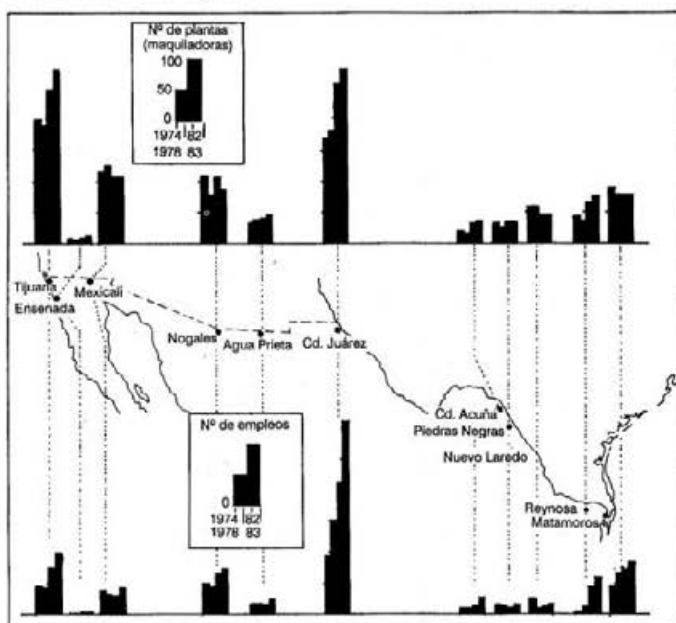 Nº de plantas
(maquiladoras)
100
50
0
1974 82
1978 83
Tijuana
Ensenada
Mexicali
Nogales
Agua Prieta
Cd. Juárez
Cd. Acuña
Piedras Negras
Nuevo Laredo
Reynosa
Matamoros
Nº de empleos
0
1974 82
1978 83